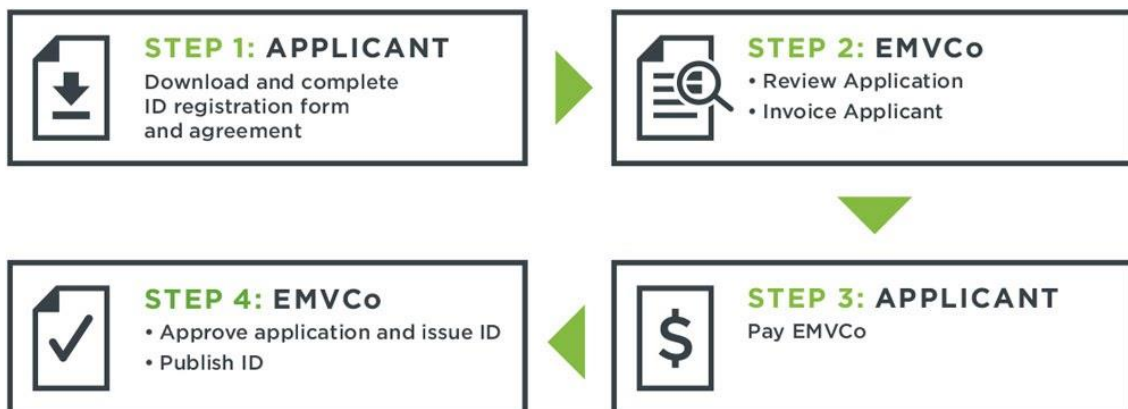 STEP 1: APPLICANT
Download and complete
ID registration form
and agreement
STEP 2: EMVCo
• Review Application
• Invoice Applicant
STEP 3: APPLICANT
Pay EMVCo
$
STEP 4: EMVCo
• Approve application and issue ID
• Publish ID